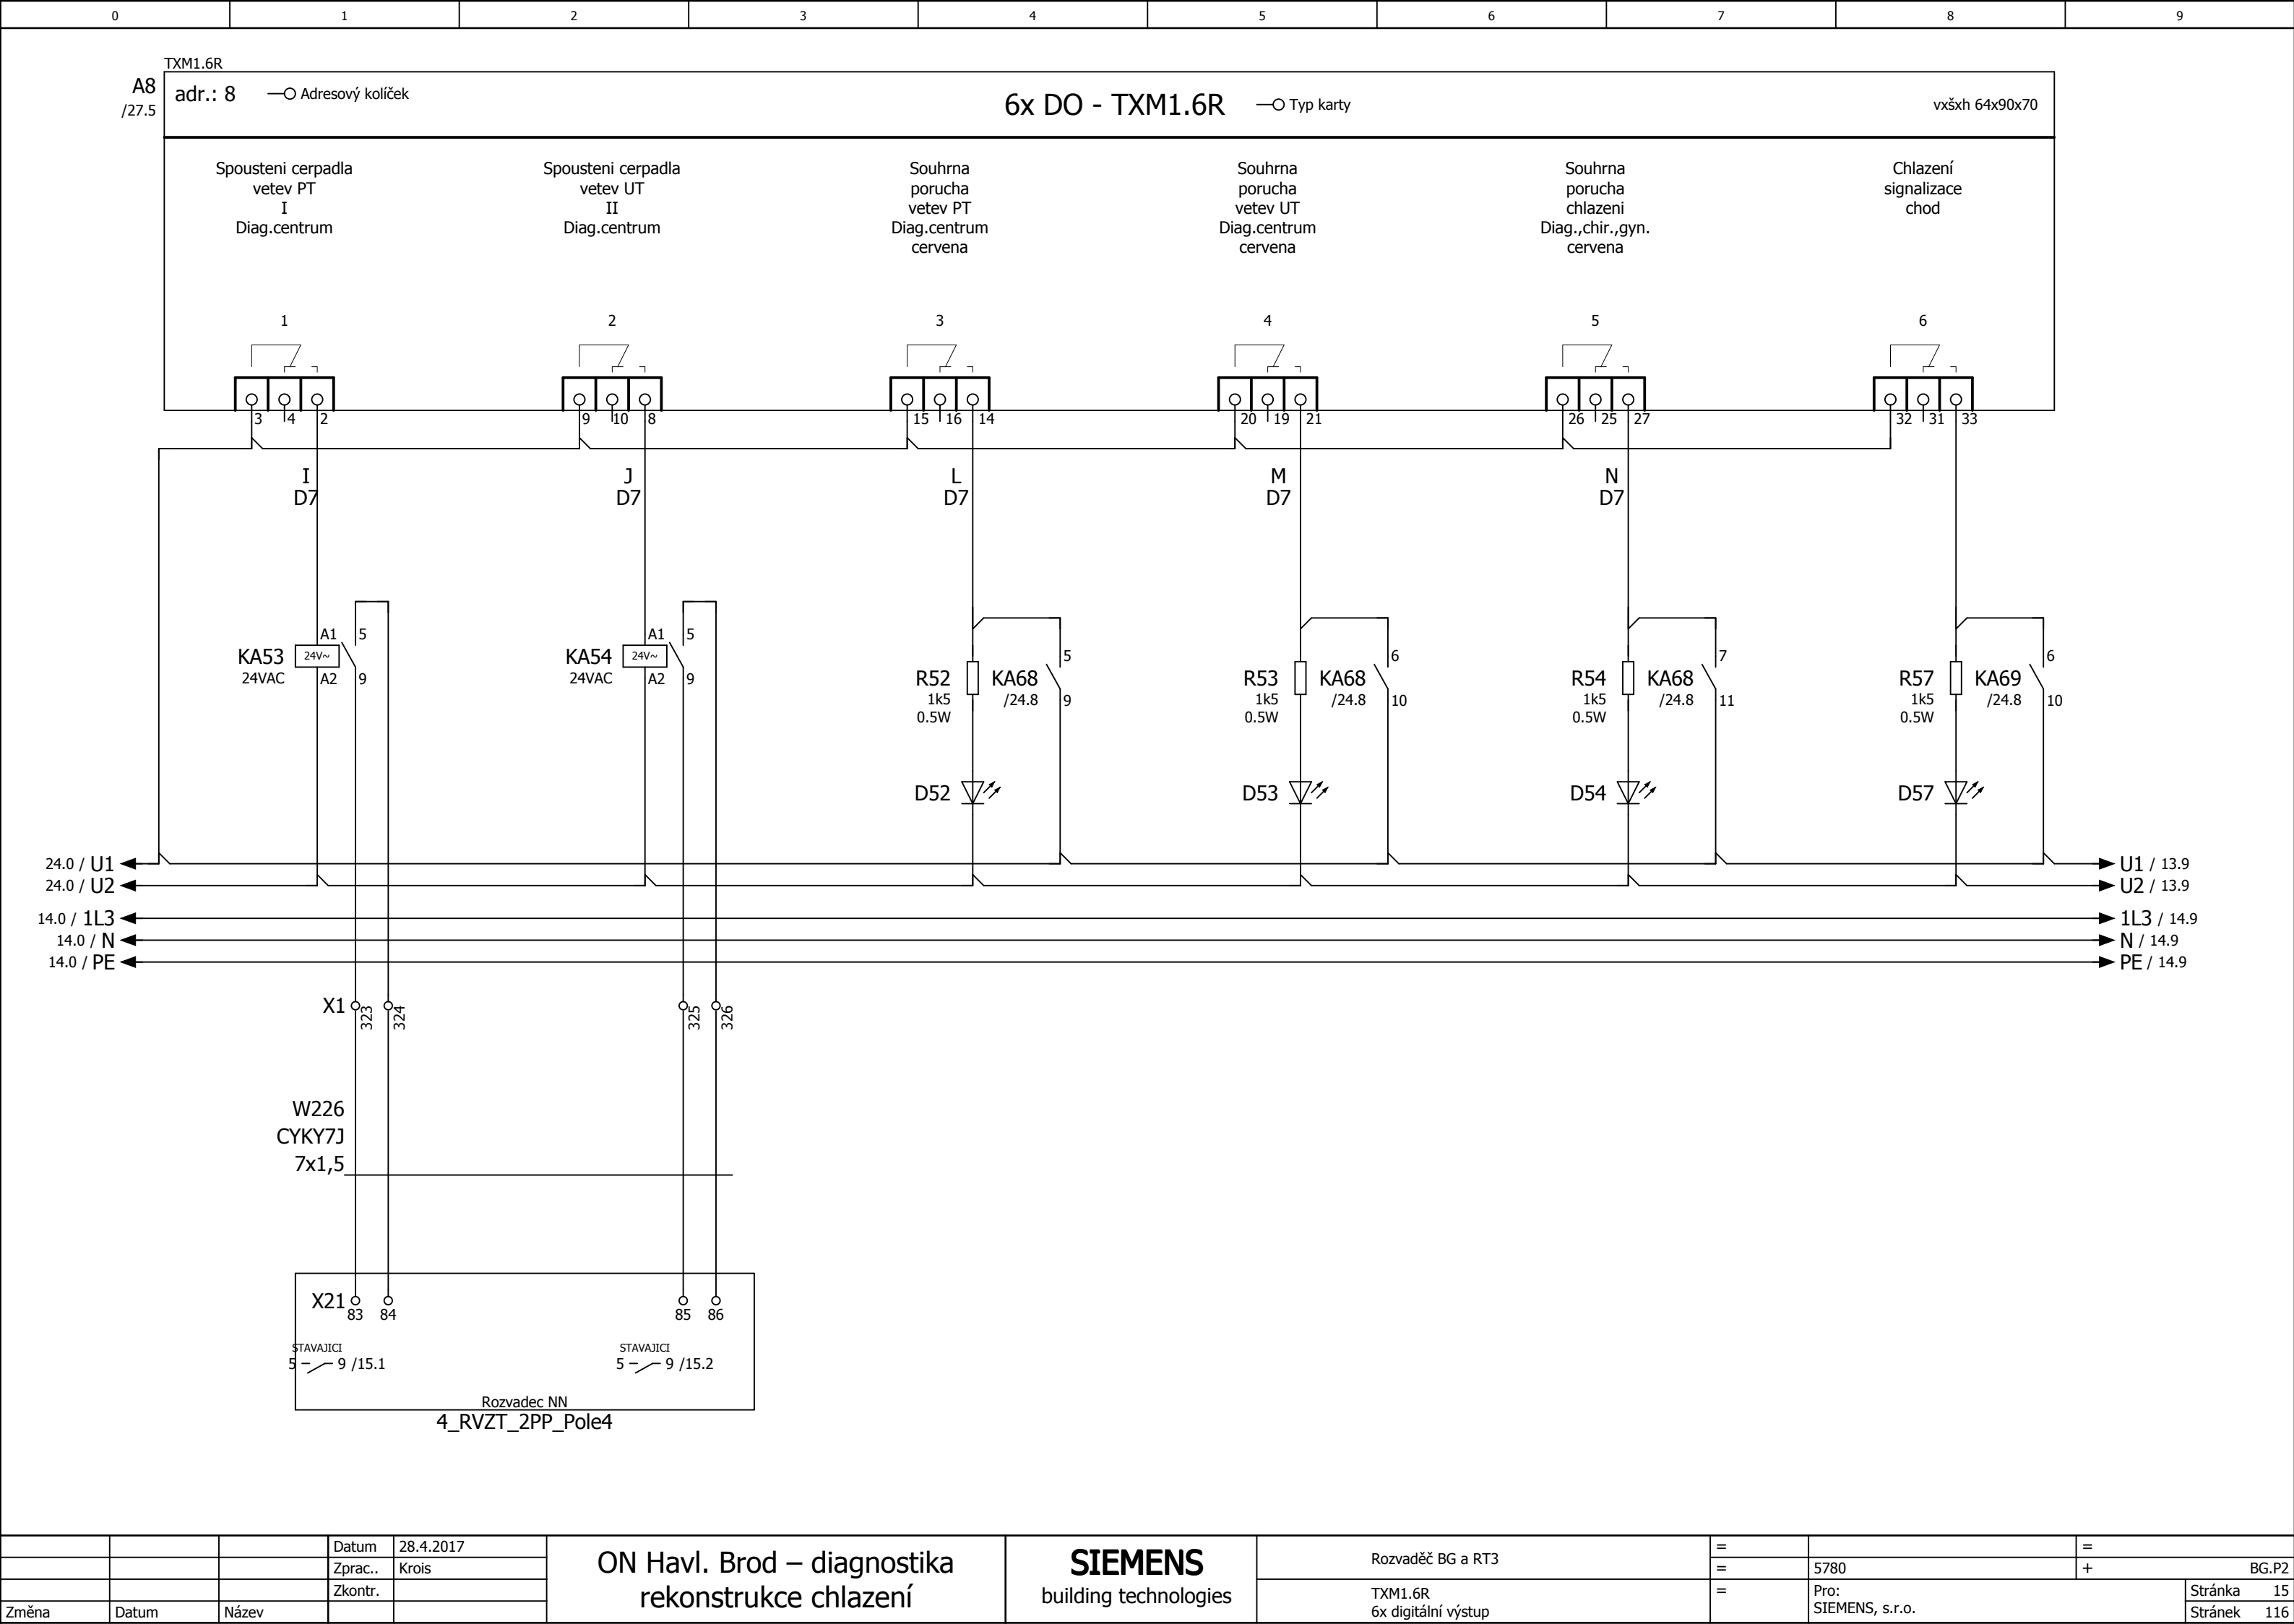 0 1 2 3 4 5 6 7 8 9
TXM1.6R
A8
/27.5
adr.: 8
Adresový kolíček
6x DO - TXM1.6R
Typ karty
vxšxh 64x90x70
Spousteni cerpadla
vetev PT
I
Diag.centrum
Spousteni cerpadla
vetev UT
II
Diag.centrum
Souhrna
porucha
vetev PT
Diag.centrum
cervena
Souhrna
porucha
vetev UT
Diag.centrum
cervena
Souhrna
porucha
chlazeni
Diag.,chir.,gyn.
cervena
Chlazení
signalizace
chod
1 2 3 4 5 6
3 4 2 9 10 8 15 16 14 20 19 21 26 25 27 32 31 33
I
D7
J
D7
L
D7
M
D7
N
D7
KA53
24VAC
A1
24V~
A2
5
9
KA54
24VAC
A1
24V~
A2
5
9
R52
1k5
0.5W
KA68
/24.8
5
9
R53
1k5
0.5W
KA68
/24.8
6
10
R54
1k5
0.5W
KA68
/24.8
7
11
R57
1k5
0.5W
KA69
/24.8
6
10
D52
D53
D54
D57
24.0 / U1
24.0 / U2
14.0 / 1L3
14.0 / N
14.0 / PE
U1 / 13.9
U2 / 13.9
1L3 / 14.9
N / 14.9
PE / 14.9
X1 323 324 325 326
W226
CYKY7J
7x1,5
X21 83 84 85 86
STAVAJICI
5 9 /15.1
STAVAJICI
5 9 /15.2
Rozvadec NN
4_RVZT_2PP_Pole4
Datum 28.4.2017
Zprac.. Krois
Zkontr.
Změna Datum Název
ON Havl. Brod – diagnostika
rekonstrukce chlazení
SIEMENS
building technologies
Rozvaděč BG a RT3
TXM1.6R
6x digitální výstup
=
=
=
5780
Pro:
SIEMENS, s.r.o.
=
+ BG.P2
Stránka 15
Stránek 116